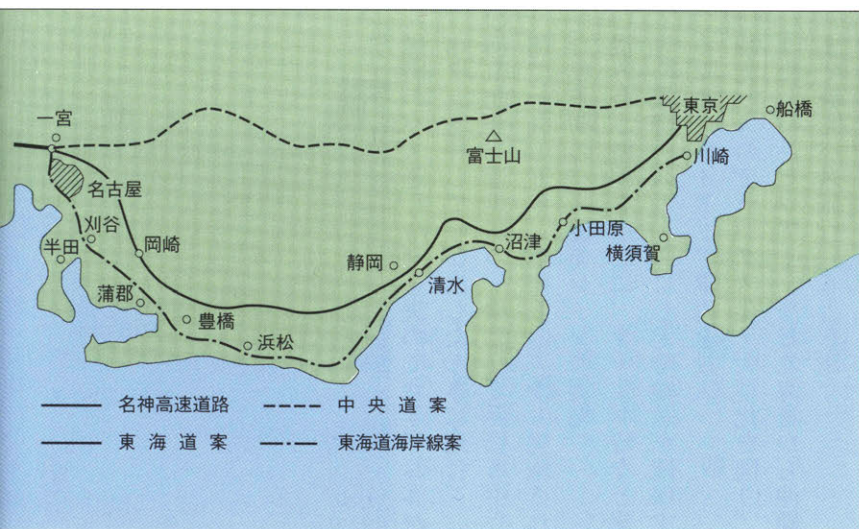 東京
船橋
一宮
富士山
川崎
名古屋
刈谷
小田原
岡崎
沼津
半田
横須賀
静岡
清水
蒲郡
豊橋
浜松
名神高速道路 中央道案
東海道案 東海道海岸線案